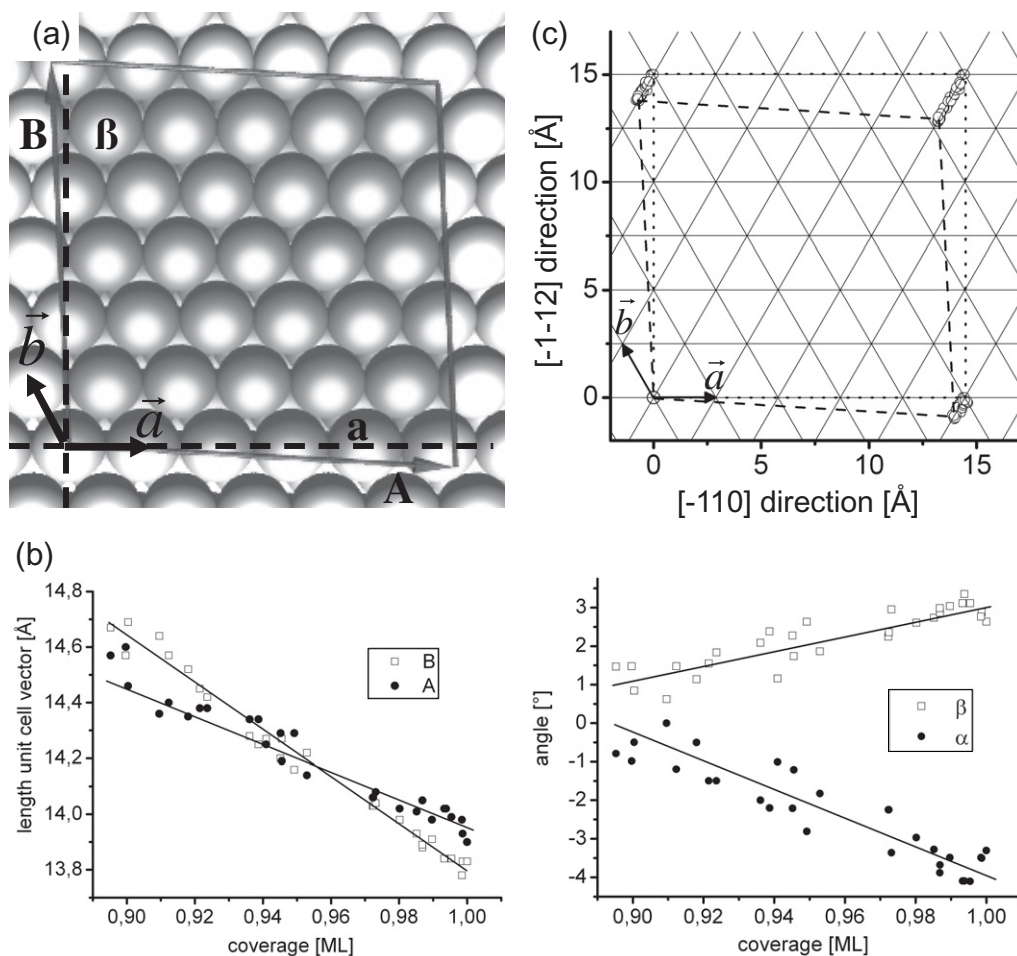 (a)
B
ß
b
a
a
A
(c)
[-1-12] direction [Å]
15
10
5
0
b
a
0
5
10
15
[-110] direction [Å]
(b)
length unit cell vector [Å]
14,8
14,6
14,4
14,2
14,0
13,8
B
A
0,90
0,92
0,94
0,96
0,98
1,00
coverage [ML]
angle [°]
3
2
1
0
-1
-2
-3
-4
β
α
0,90
0,92
0,94
0,96
0,98
1,00
coverage [ML]